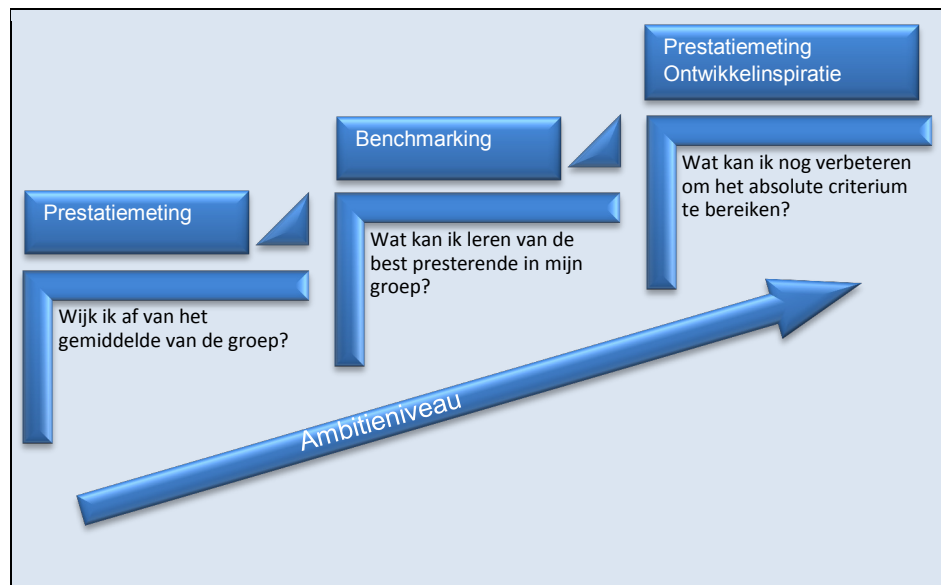 Prestatiemeting
Wijk ik af van het
gemiddelde van de groep?
Benchmarking
Wat kan ik leren van de
best presterende in mijn
groep?
Prestatiemeting
Ontwikkelinspiratie
Wat kan ik nog verbeteren
om het absolute criterium
te bereiken?
Ambitieniveau